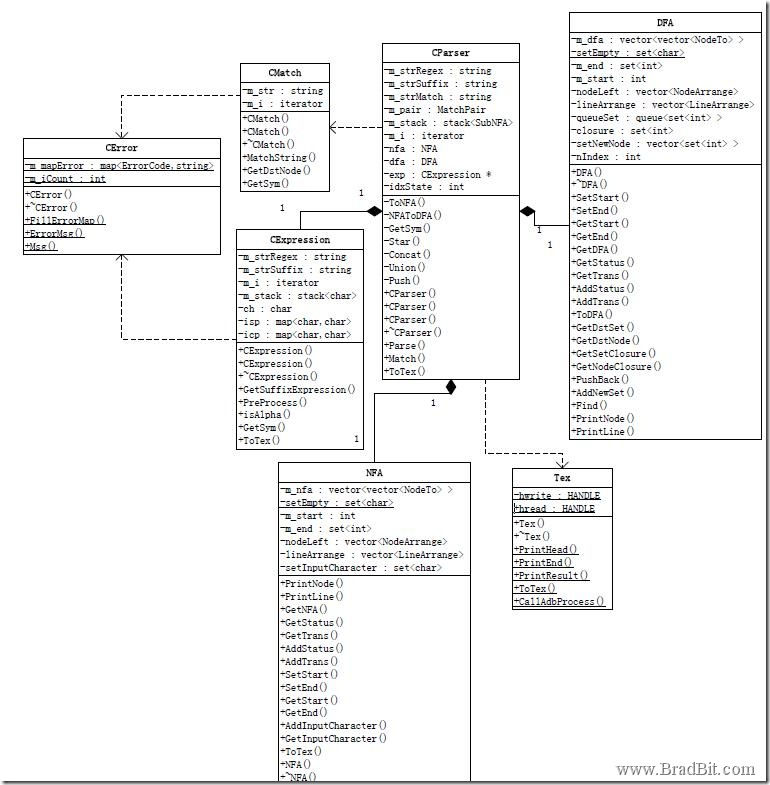 CError
-m_mapError : map<ErrorCode,string>
-m_iCount : int
+CError()
+~CError()
+FillErrorMap()
+ErrorMsg()
+Msg()
CMatch
-m_str : string
-m_i : iterator
+CMatch()
+CMatch()
+~CMatch()
+MatchString()
+GetDstNode()
+GetSym()
CExpression
-m_strRegex : string
-m_strSuffix : string
-m_i : iterator
-m_stack : stack<char>
-ch : char
-isp : map<char,char>
-icp : map<char,char>
+CExpression()
+CExpression()
+~CExpression()
+GetSuffixExpression()
+PreProcess()
+isAlpha()
+GetSym()
+ToTex()
CParser
-m_strRegex : string
-m_strSuffix : string
-m_strMatch : string
-m_pair : MatchPair
-m_stack : stack<SubNFA>
-m_i : iterator
-nfa : NFA
-dfa : DFA
-exp : CExpression *
-idxState : int
-ToNFA()
-NFAToDFA()
-GetSym()
-Star()
-Concat()
-Union()
-Push()
+CParser()
+CParser()
+CParser()
+~CParser()
+Parse()
+Match()
+ToTex()
DFA
-m_dfa : vector<vector<NodeTo> >
-setEmpty : set<char>
-m_end : set<int>
-m_start : int
-nodeLeft : vector<NodeArrange>
-lineArrange : vector<LineArrange>
-queueSet : queue<set<int> >
-closure : set<int>
-setNewNode : vector<set<int> >
-nIndex : int
+DFA()
+~DFA()
+SetStart()
+SetEnd()
+GetStart()
+GetEnd()
+GetDFA()
+GetStatus()
+GetTrans()
+AddStatus()
+AddTrans()
+ToDFA()
+GetDstSet()
+GetDstNode()
+GetSetClosure()
+GetNodeClosure()
+PushBack()
+AddNewSet()
+Find()
+PrintNode()
+PrintLine()
1
1
1
1
1
1
NFA
-m_nfa : vector<vector<NodeTo> >
-setEmpty : set<char>
-m_start : int
-m_end : set<int>
-nodeLeft : vector<NodeArrange>
-lineArrange : vector<LineArrange>
-setInputCharacter : set<char>
+PrintNode()
+PrintLine()
+GetNFA()
+GetStatus()
+GetTrans()
+AddStatus()
+AddTrans()
+SetStart()
+SetEnd()
+GetStart()
+GetEnd()
+AddInputCharacter()
+GetInputCharacter()
+ToTex()
+NFA()
+~NFA()
Tex
-hwrite : HANDLE
-hread : HANDLE
+Tex()
+~Tex()
+PrintHead()
+PrintEnd()
+PrintResult()
+ToTex()
+CallAdbProcess()
www.BradBit.com